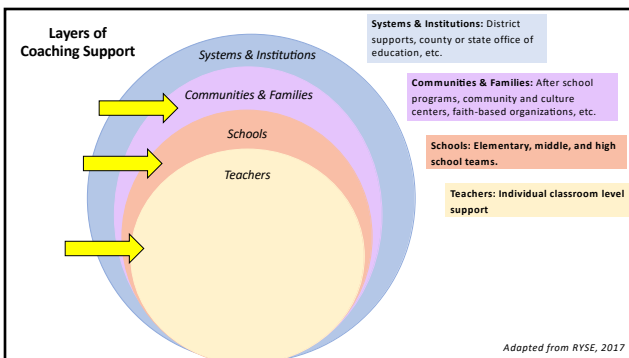 Layers of
Coaching Support
Systems & Institutions
Communities & Families
Schools
Teachers
Systems & Institutions: District
supports, county or state office of
education, etc.
Communities & Families: After school
programs, community and culture
centers, faith-based organizations, etc.
Schools: Elementary, middle, and high
school teams.
Teachers: Individual classroom level
support
Adapted from RYSE, 2017